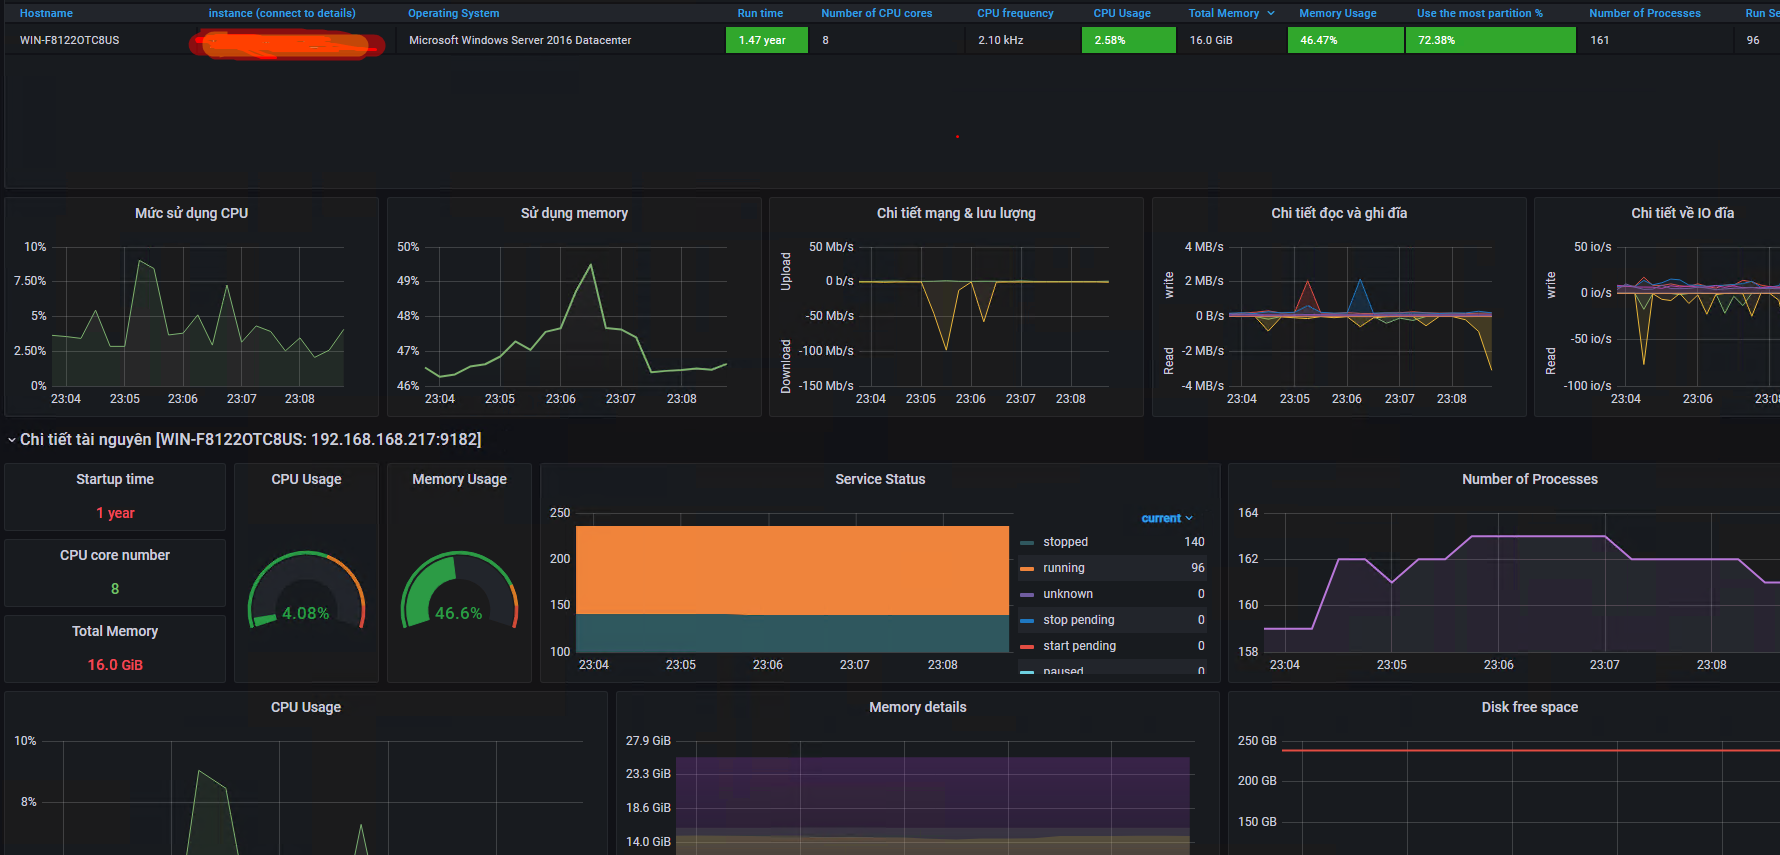 Hostname instance (connect to details) Operating System Run time Number of CPU cores CPU frequency CPU Usage Total Memory Memory Usage Use the most partition % Number of Processes Run Se
WIN-F8122OTC8US Microsoft Windows Server 2016 Datacenter 1.47 year 8 2.10 kHz 2.58% 16.0 GiB 46.47% 72.38% 161 96
Mức sử dụng CPU
10%
7.50%
5%
2.50%
0%
23:04 23:05 23:06 23:07 23:08
Sử dụng memory
50%
49%
48%
47%
46%
23:04 23:05 23:06 23:07 23:08
Chi tiết mạng & lưu lượng
Upload
Download
50 Mb/s
0 b/s
-50 Mb/s
-100 Mb/s
-150 Mb/s
23:04 23:05 23:06 23:07 23:08
Chi tiết đọc và ghi đĩa
write
Read
4 MB/s
2 MB/s
0 B/s
-2 MB/s
-4 MB/s
23:04 23:05 23:06 23:07 23:08
Chi tiết về IO đĩa
write
Read
50 io/s
0 io/s
-50 io/s
-100 io/s
23:04 23:06 23:08
Chi tiết tài nguyên [WIN-F8122OTC8US: 192.168.168.217:9182]
Startup time
1 year
CPU core number
8
Total Memory
16.0 GiB
CPU Usage
4.08%
Memory Usage
46.6%
Service Status
250
200
150
100
23:04 23:05 23:06 23:07 23:08
current
stopped 140
running 96
unknown 0
stop pending 0
start pending 0
paused 0
Number of Processes
164
162
160
158
23:04 23:05 23:06 23:07 23:08
CPU Usage
10%
8%
Memory details
27.9 GiB
23.3 GiB
18.6 GiB
14.0 GiB
Disk free space
250 GB
200 GB
150 GB